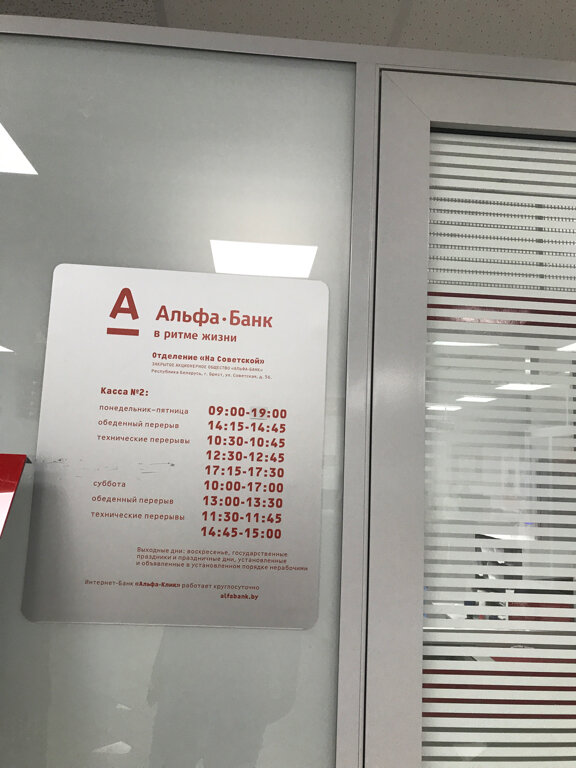 А
Альфа·Банк
в ритме жизни
Отделение «На Советской»
ЗАКРЫТОЕ АКЦИОНЕРНОЕ ОБЩЕСТВО «АЛЬФА-БАНК»
Республика Беларусь, г. Брест, ул. Советская, д. 56.
Касса №2:
понедельник–пятница 09:00-19:00
обеденный перерыв 14:15-14:45
технические перерывы 10:30-10:45
12:30-12:45
17:15-17:30
суббота 10:00-17:00
обеденный перерыв 13:00-13:30
технические перерывы 11:30-11:45
14:45-15:00
Выходные дни: воскресенье, государственные
праздники и праздничные дни, установленные
и объявленные в установленном порядке нерабочими
Интернет-Банк «Альфа-Клик» работает круглосуточно
alfabank.by